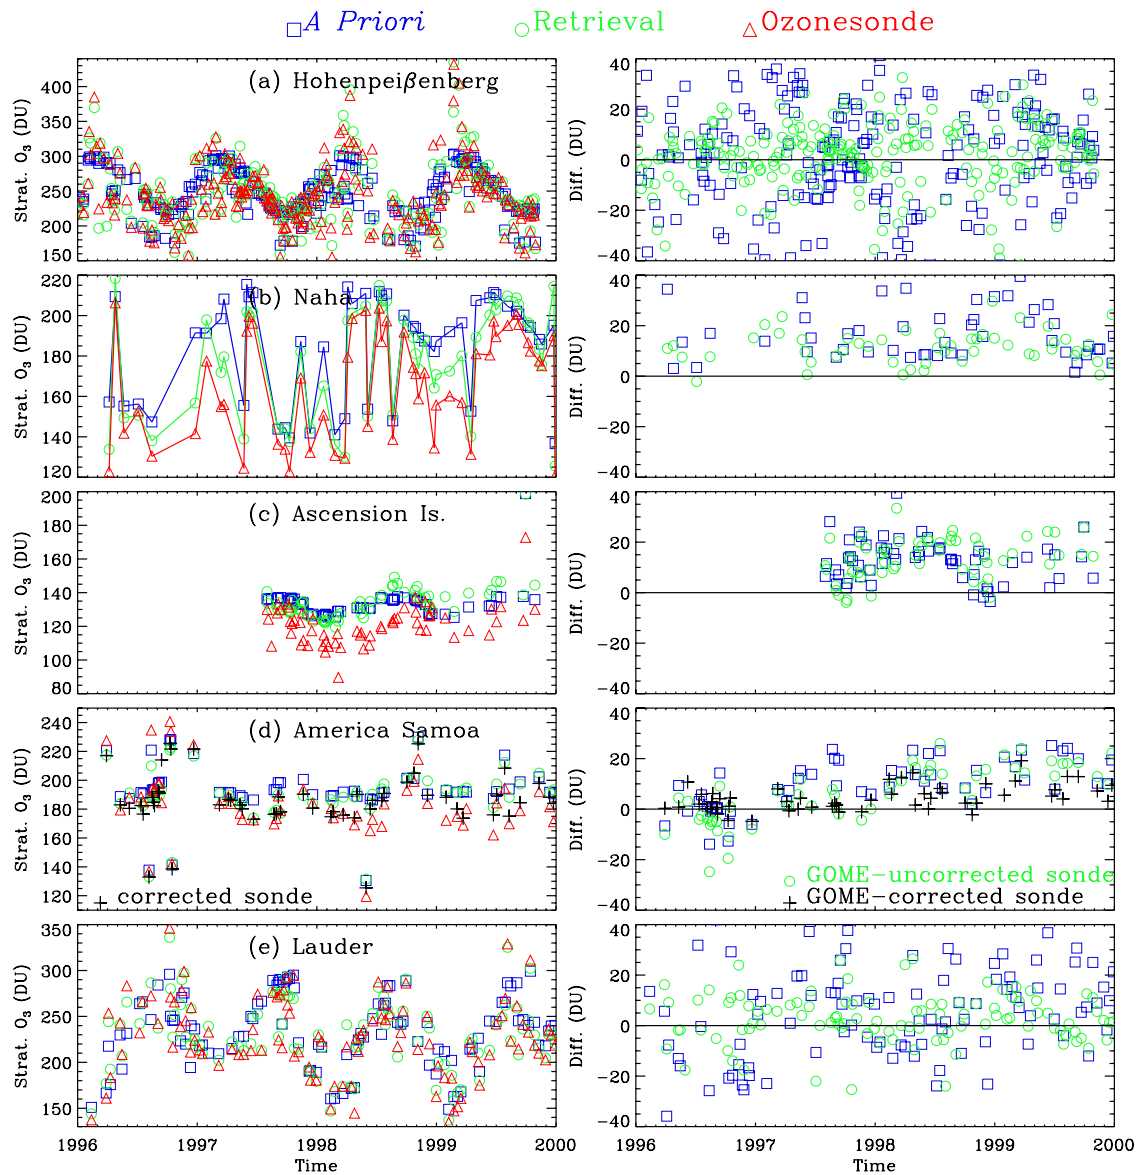 A Priori Retrieval Ozonesonde
(a) Hohenpeißenberg
Strat. O3 (DU)
400
350
300
250
200
150
Diff. (DU)
40
20
0
−20
−40
(b) Naha
Strat. O3 (DU)
220
200
180
160
140
120
Diff. (DU)
40
20
0
−20
−40
(c) Ascension Is.
Strat. O3 (DU)
200
180
160
140
120
100
80
Diff. (DU)
40
20
0
−20
−40
(d) America Samoa
Strat. O3 (DU)
220
200
180
160
140
120
corrected sonde
Diff. (DU)
40
20
0
−20
−40
GOME−uncorrected sonde
GOME−corrected sonde
(e) Lauder
Strat. O3 (DU)
350
300
250
200
150
Diff. (DU)
40
20
0
−20
−40
1996 1997 1998 1999 2000
Time
1996 1997 1998 1999 2000
Time